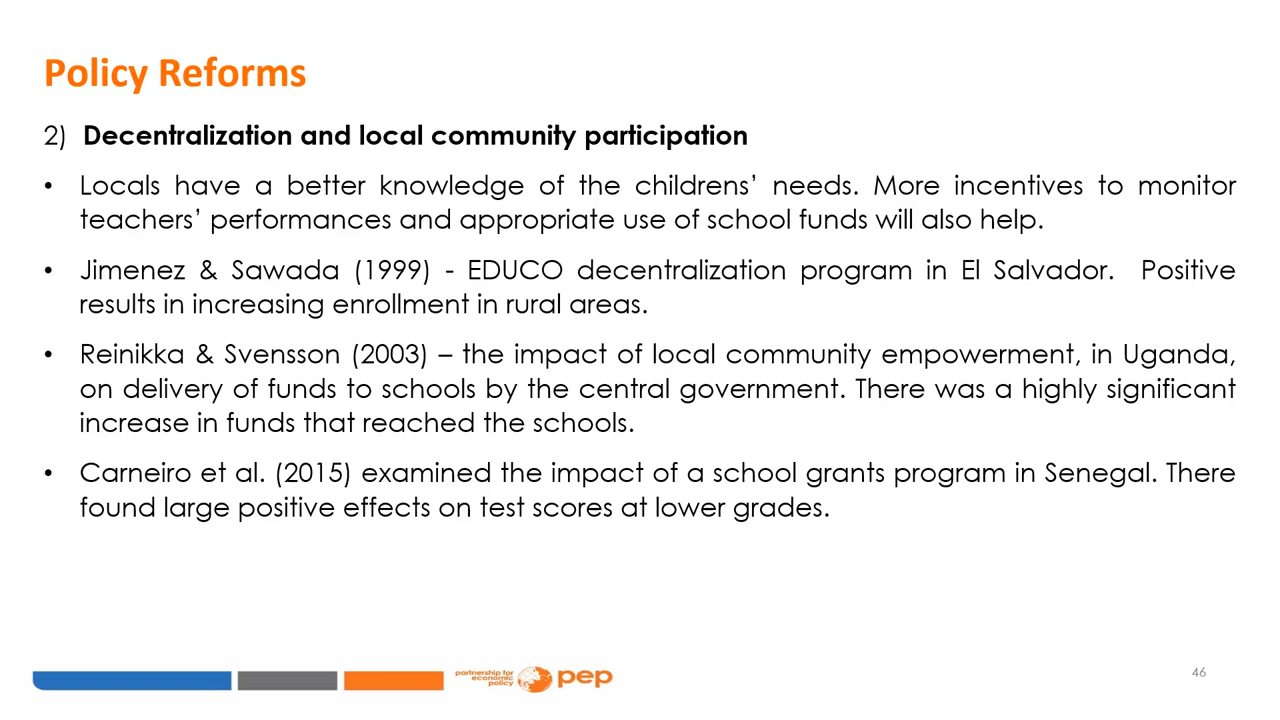 Policy Reforms
2) Decentralization and local community participation
• Locals have a better knowledge of the childrens’ needs. More incentives to monitor
teachers’ performances and appropriate use of school funds will also help.
• Jimenez & Sawada (1999) - EDUCO decentralization program in El Salvador. Positive
results in increasing enrollment in rural areas.
• Reinikka & Svensson (2003) – the impact of local community empowerment, in Uganda,
on delivery of funds to schools by the central government. There was a highly significant
increase in funds that reached the schools.
• Carneiro et al. (2015) examined the impact of a school grants program in Senegal. There
found large positive effects on test scores at lower grades.
partnership for
economic
policy
pep
46